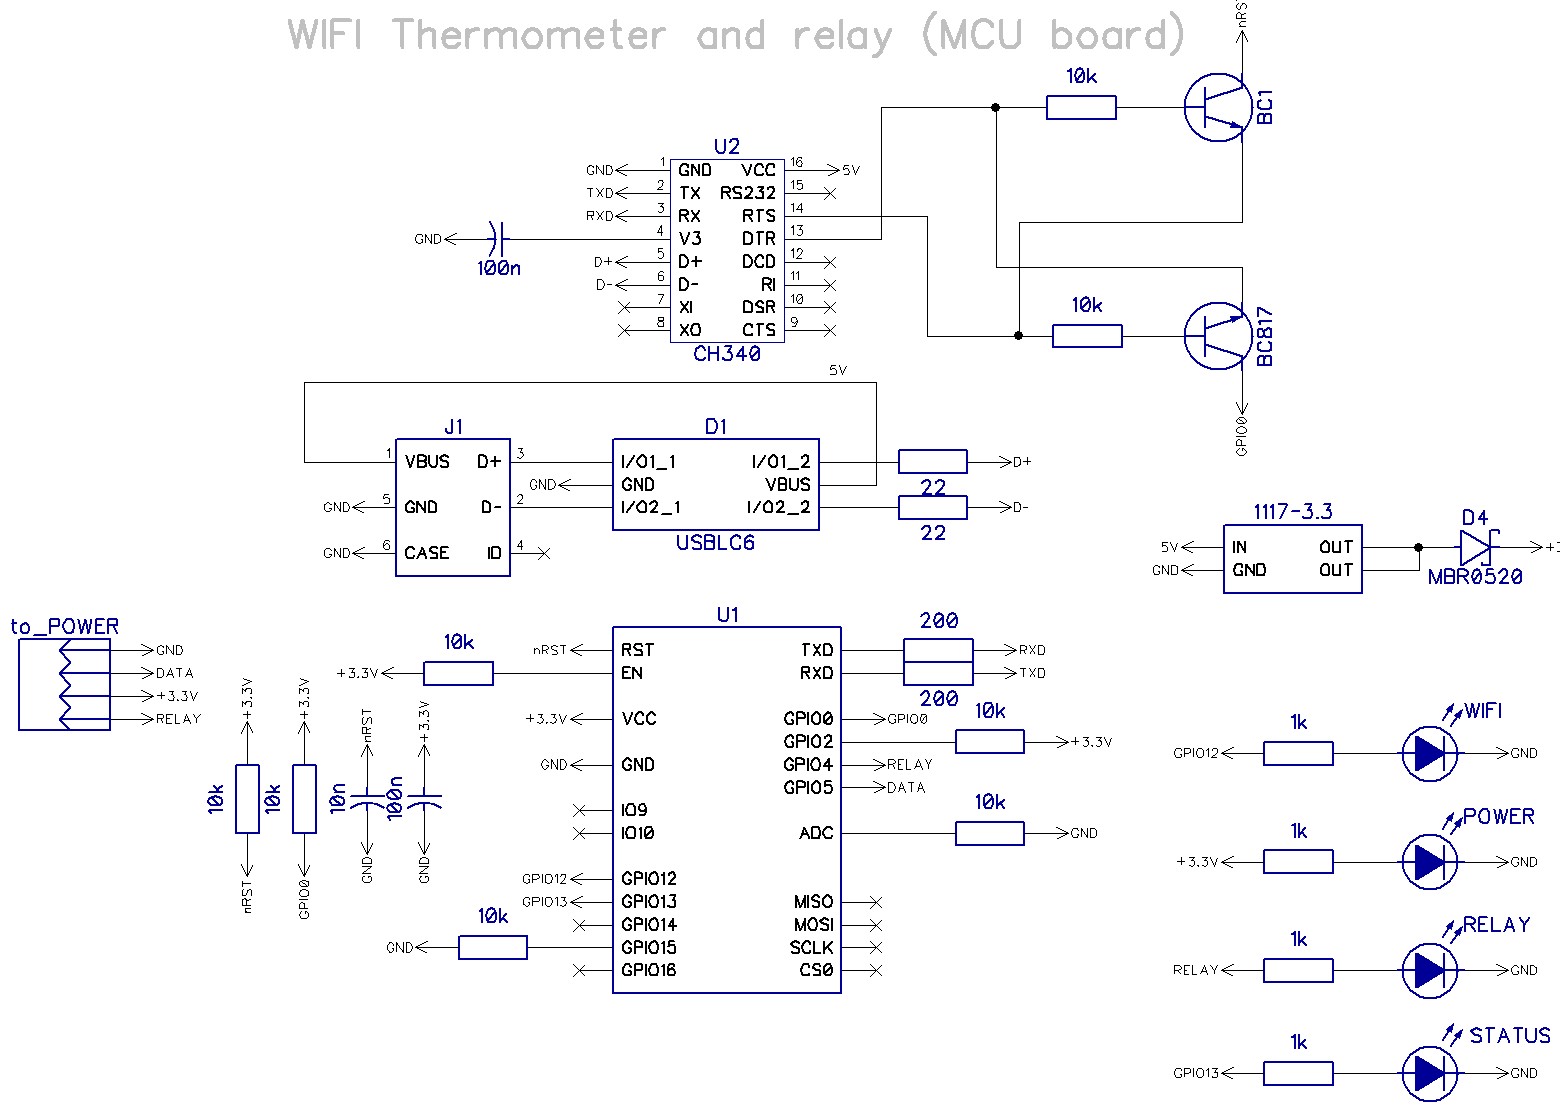 WIFI Thermometer and relay (MCU board)
nRS
10k
BC1
U2
GND 1 GND VCC 16 5V
TXD 2 TX RS232 15
RXD 3 RX RTS 14
GND 100n 4 V3 DTR 13
D+ 5 D+ DCD 12
D- 6 D- RI 11
7 XI DSR 10
8 XO CTS 9
CH340
10k
BC817
GPIO0
5V
J1
1 VBUS D+ 3
GND 5 GND D- 2
GND 6 CASE ID 4
D1
I/O1_1 I/O1_2
GND GND VBUS
I/O2_1 I/O2_2
USBLC6
22 D+
22 D-
1117-3.3
5V IN OUT
GND GND OUT
D4
MBR0520
+3
to_POWER
GND
DATA
+3.3V
RELAY
+3.3V
10k
nRST
+3.3V
10k
GPIO0
nRST
10n
GND
+3.3V
100n
GND
U1
nRST RST TXD 200 RXD
+3.3V 10k EN RXD 200 TXD
+3.3V VCC GPIO0 GPIO0
GPIO2 10k +3.3V
GND GND GPIO4 RELAY
GPIO5 DATA
IO9
IO10 ADC 10k GND
GPIO12 GPIO12
GPIO13 GPIO13 MISO
GPIO14 MOSI
GND 10k GPIO15 SCLK
GPIO16 CS0
GPIO12 1k WIFI GND
+3.3V 1k POWER GND
RELAY 1k RELAY GND
GPIO13 1k STATUS GND